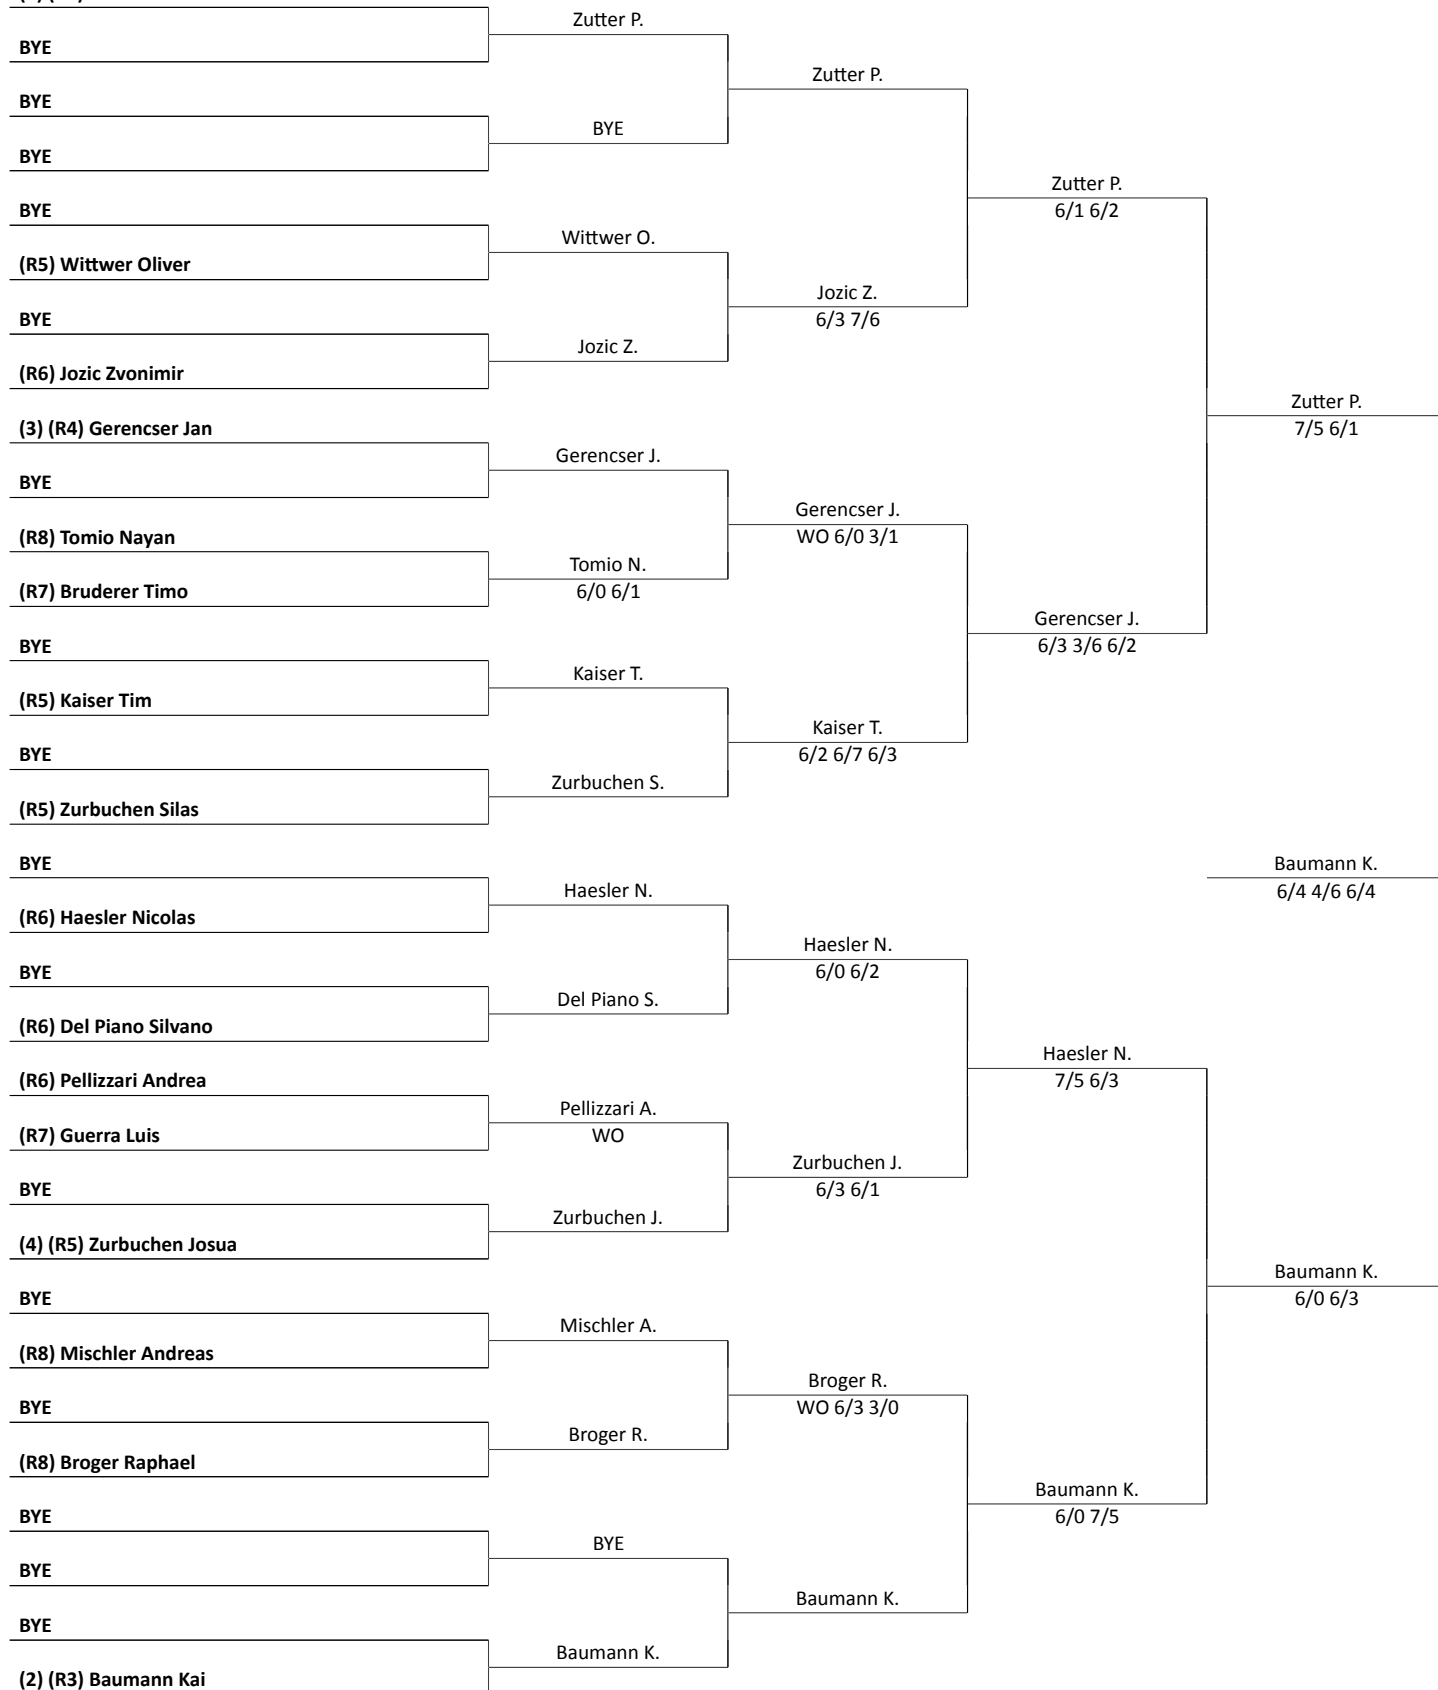 BYE
BYE
BYE
BYE
(R5) Wittwer Oliver
BYE
(R6) Jozic Zvonimir
(3) (R4) Gerencser Jan
BYE
(R8) Tomio Nayan
(R7) Bruderer Timo
BYE
(R5) Kaiser Tim
BYE
(R5) Zurbuchen Silas
BYE
(R6) Haesler Nicolas
BYE
(R6) Del Piano Silvano
(R6) Pellizzari Andrea
(R7) Guerra Luis
BYE
(4) (R5) Zurbuchen Josua
BYE
(R8) Mischler Andreas
BYE
(R8) Broger Raphael
BYE
BYE
BYE
(2) (R3) Baumann Kai
Zutter P.
BYE
Wittwer O.
Jozic Z.
Gerencser J.
Tomio N.
6/0 6/1
Kaiser T.
Zurbuchen S.
Haesler N.
Del Piano S.
Pellizzari A.
WO
Zurbuchen J.
Mischler A.
Broger R.
BYE
Baumann K.
Zutter P.
Jozic Z.
6/3 7/6
Gerencser J.
WO 6/0 3/1
Kaiser T.
6/2 6/7 6/3
Haesler N.
6/0 6/2
Zurbuchen J.
6/3 6/1
Broger R.
WO 6/3 3/0
Baumann K.
Zutter P.
6/1 6/2
Gerencser J.
6/3 3/6 6/2
Haesler N.
7/5 6/3
Baumann K.
6/0 7/5
Zutter P.
7/5 6/1
Baumann K.
6/4 4/6 6/4
Baumann K.
6/0 6/3